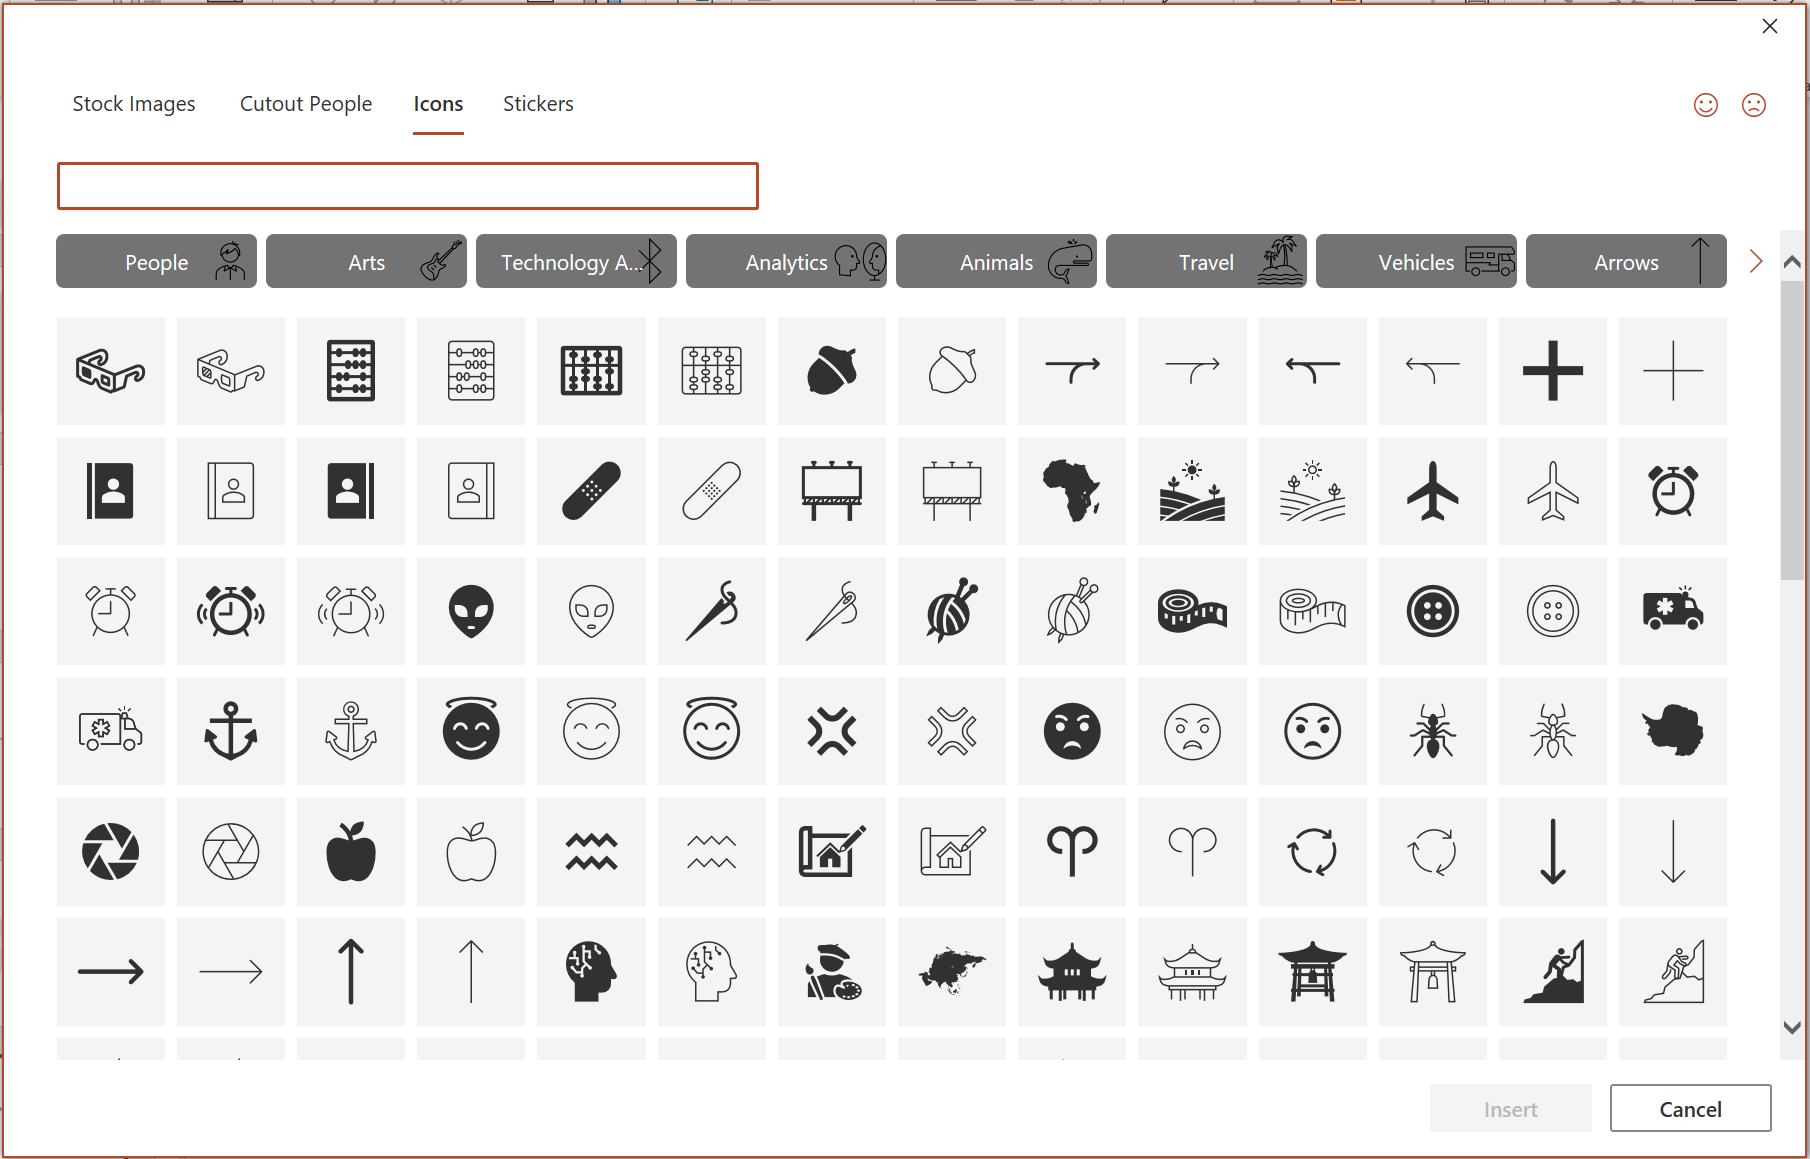 Stock Images Cutout People Icons Stickers
People Arts Technology A... Analytics Animals Travel Vehicles Arrows
Insert Cancel